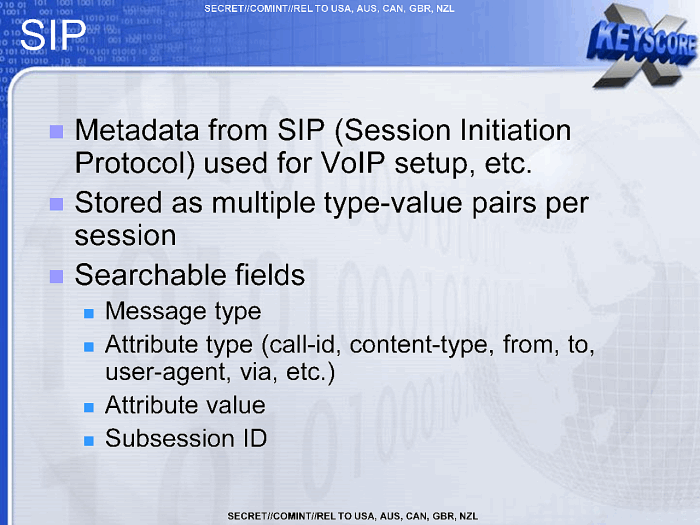 SECRET//COMINT//REL TO USA, AUS, CAN, GBR, NZL
SIP
X
KEYSCORE
Metadata from SIP (Session Initiation
Protocol) used for VoIP setup, etc.
Stored as multiple type-value pairs per
session
Searchable fields
Message type
Attribute type (call-id, content-type, from, to,
user-agent, via, etc.)
Attribute value
Subsession ID
SECRET//COMINT//REL TO USA, AUS, CAN, GBR, NZL